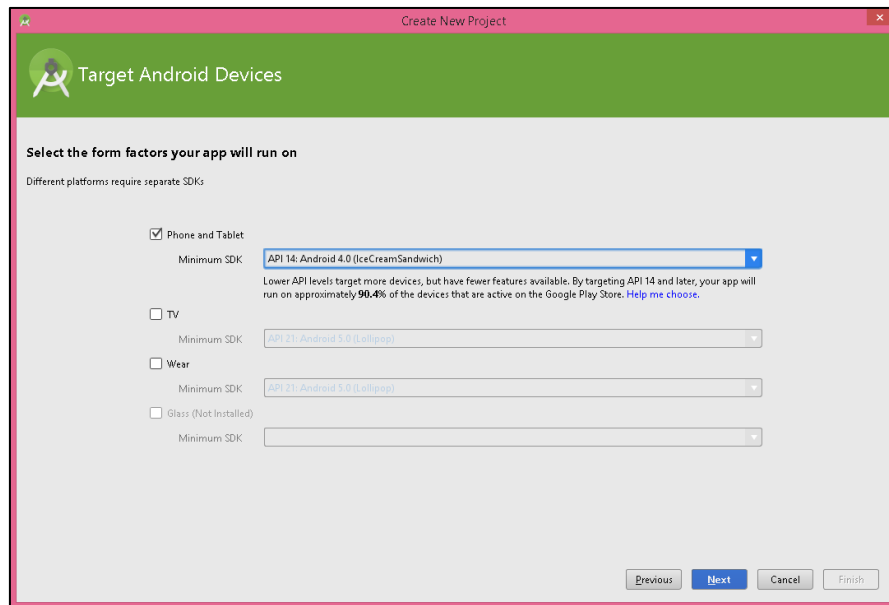 Create New Project
Target Android Devices
Select the form factors your app will run on
Different platforms require separate SDKs
Phone and Tablet
Minimum SDK
API 14: Android 4.0 (IceCreamSandwich)
Lower API levels target more devices, but have fewer features available. By targeting API 14 and later, your app will
run on approximately 90.4% of the devices that are active on the Google Play Store. Help me choose.
TV
Minimum SDK
API 21: Android 5.0 (Lollipop)
Wear
Minimum SDK
API 21: Android 5.0 (Lollipop)
Glass (Not Installed)
Minimum SDK
Previous
Next
Cancel
Finish